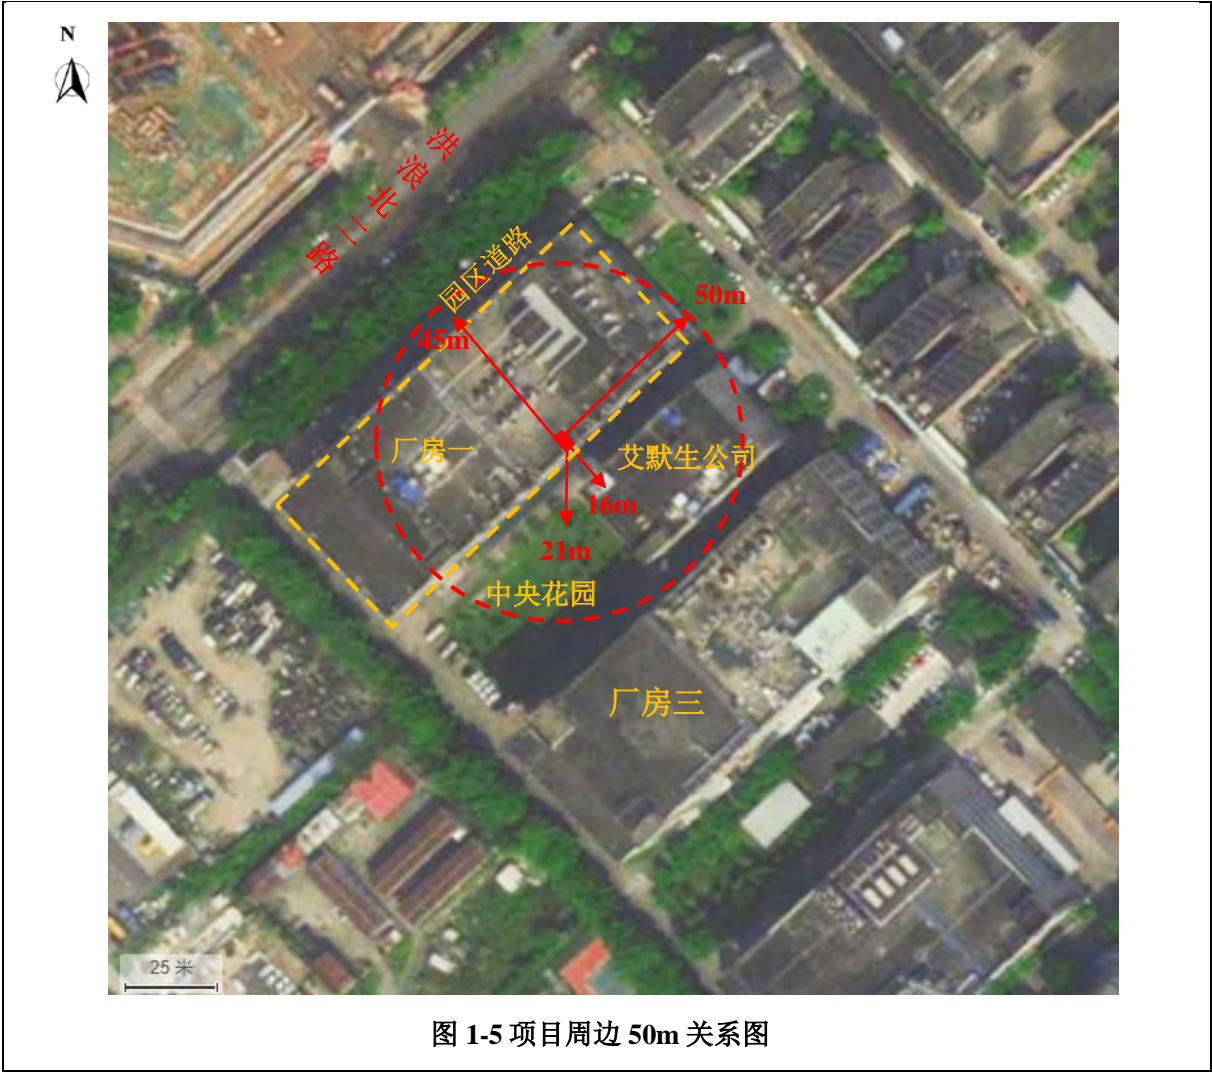 N
洪浪北二路
园区道路
50m
45m
厂房一
艾默生公司
16m
21m
中央花园
厂房三
25 米
图 1-5 项目周边 50m 关系图